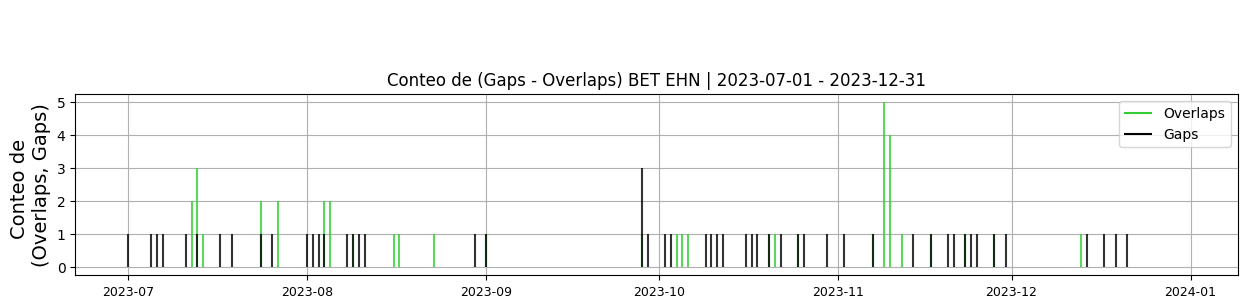 Conteo de (Gaps - Overlaps) BET EHN | 2023-07-01 - 2023-12-31
Conteo de
(Overlaps, Gaps)
5
4
3
2
1
0
Overlaps
Gaps
2023-07
2023-08
2023-09
2023-10
2023-11
2023-12
2024-01